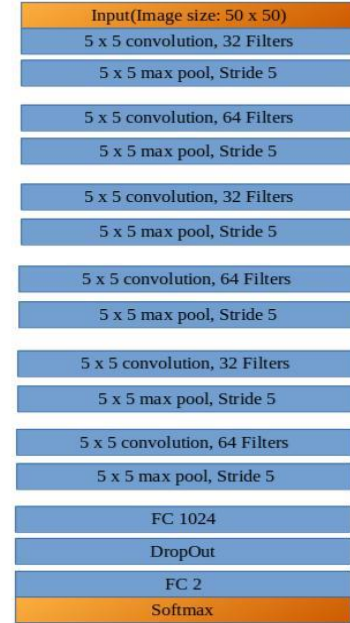 Input(Image size: 50 x 50)
5 x 5 convolution, 32 Filters
5 x 5 max pool, Stride 5
5 x 5 convolution, 64 Filters
5 x 5 max pool, Stride 5
5 x 5 convolution, 32 Filters
5 x 5 max pool, Stride 5
5 x 5 convolution, 64 Filters
5 x 5 max pool, Stride 5
5 x 5 convolution, 32 Filters
5 x 5 max pool, Stride 5
5 x 5 convolution, 64 Filters
5 x 5 max pool, Stride 5
FC 1024
DropOut
FC 2
Softmax